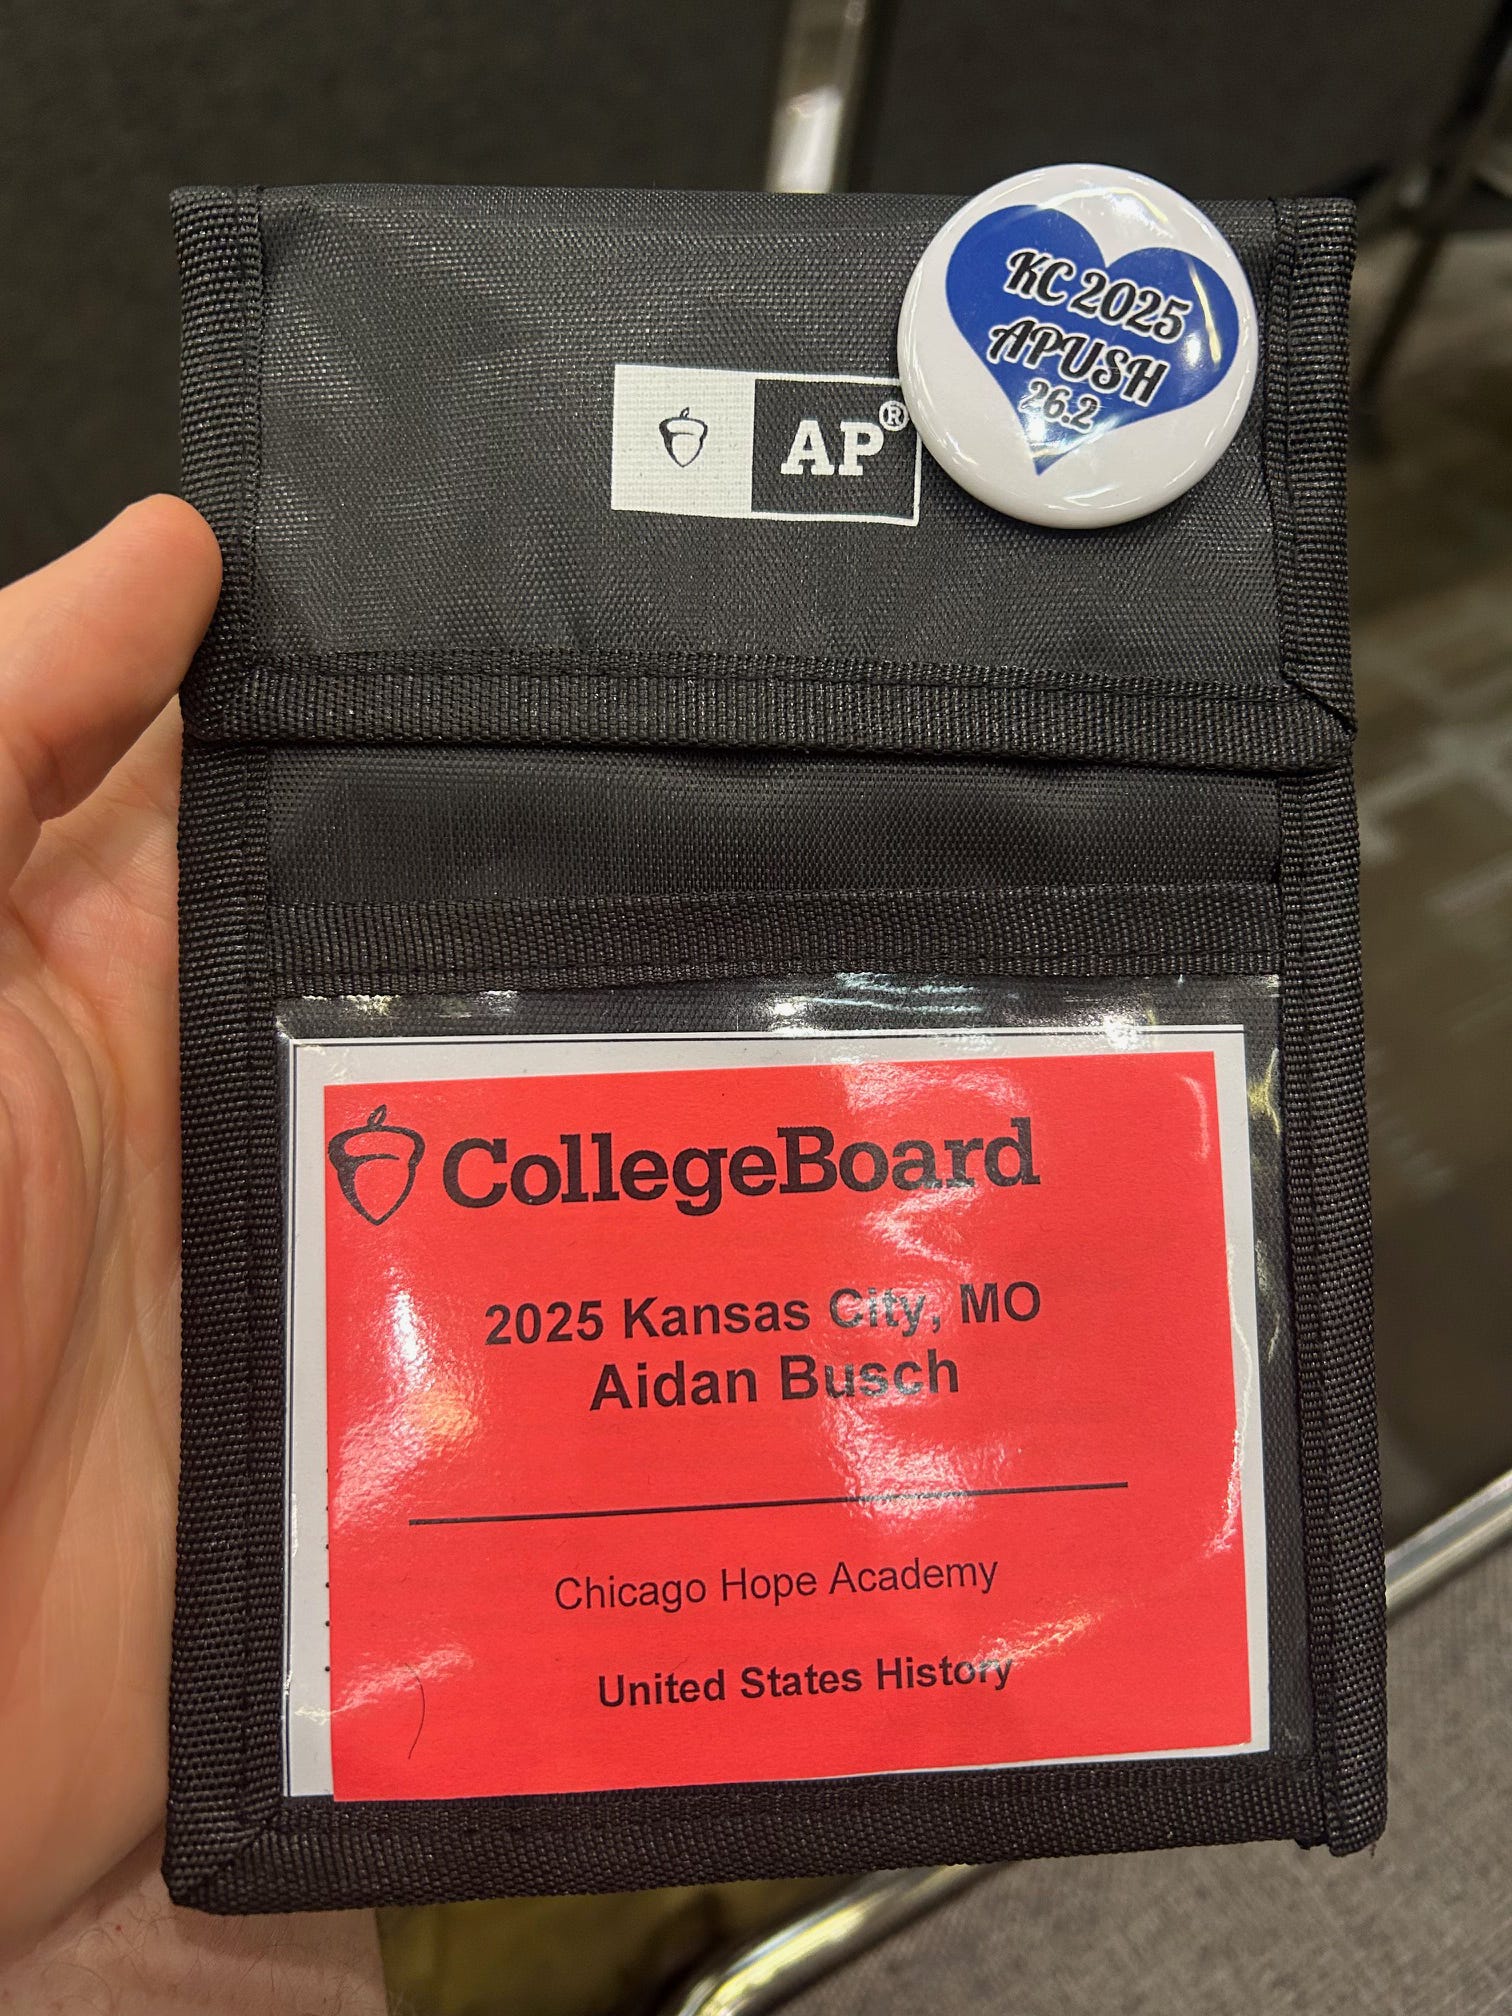 KC 2025
APUSH
26.2
AP®
CollegeBoard
2025 Kansas City, MO
Aidan Busch
Chicago Hope Academy
United States History